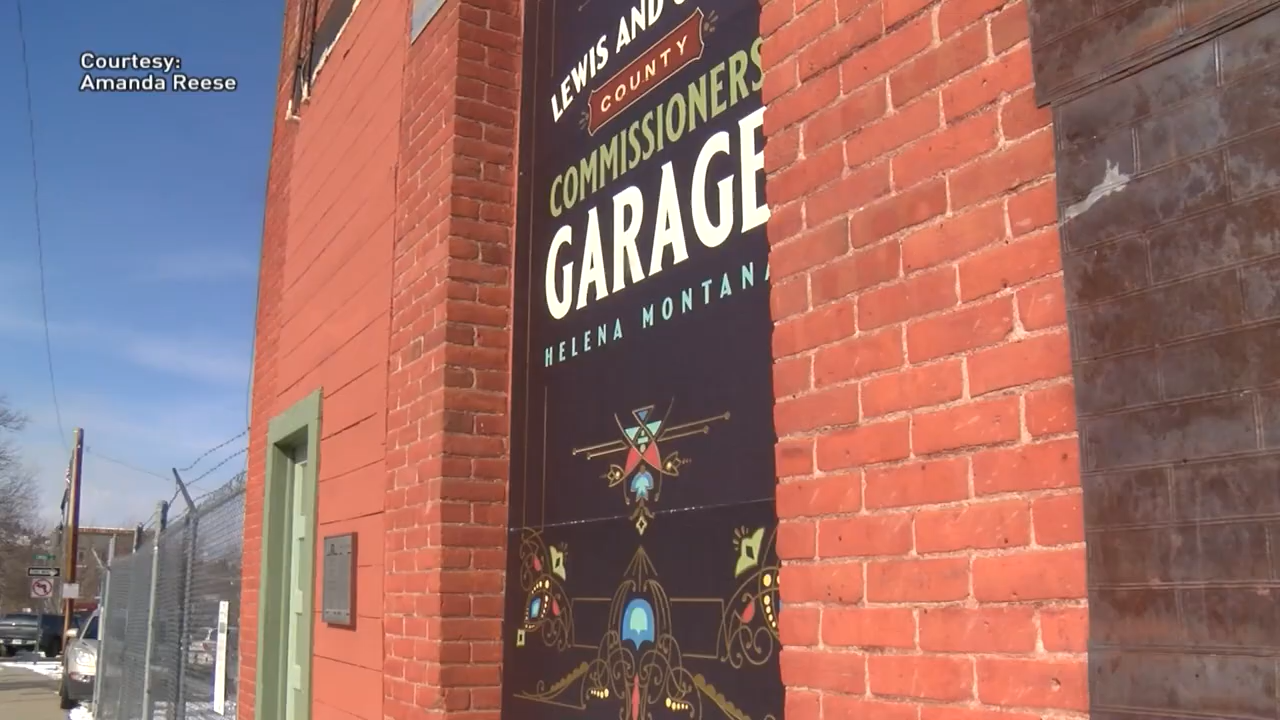 Courtesy:
Amanda Reese
LEWIS AND
COUNTY
COMMISSIONERS
GARAGE
HELENA MONTANA